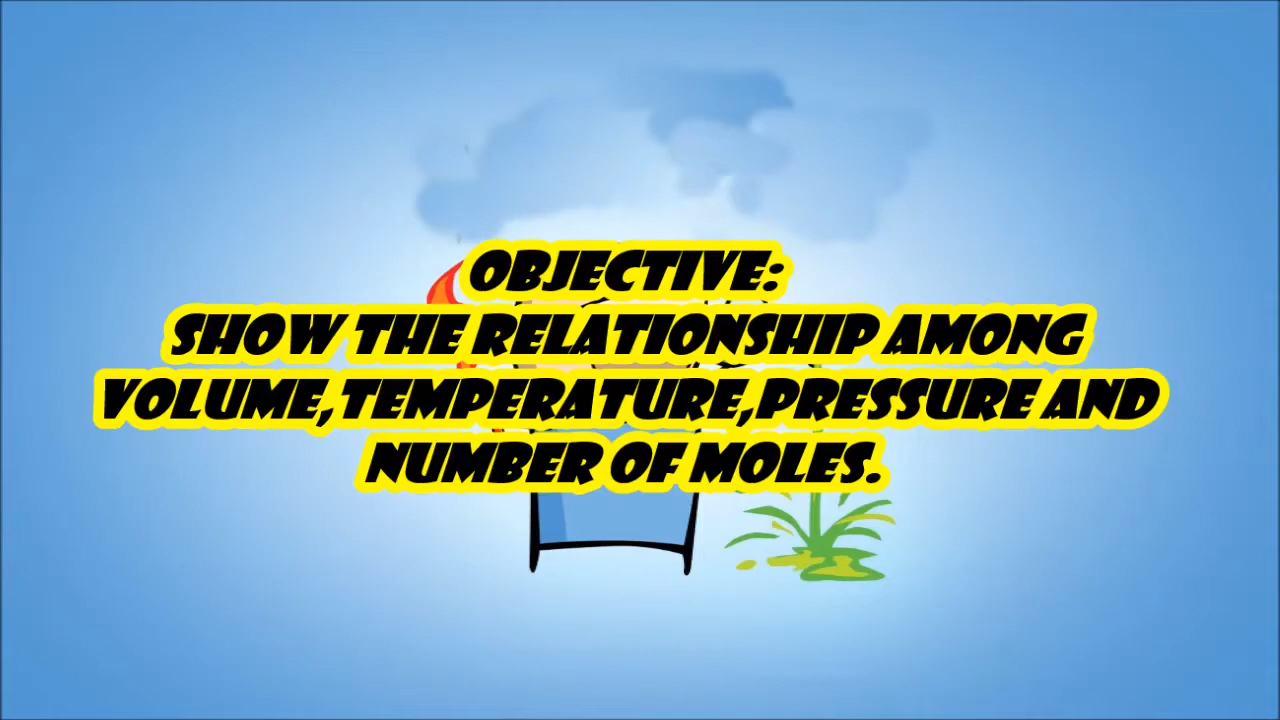 OBJECTIVE:
SHOW THE RELATIONSHIP AMONG
VOLUME,TEMPERATURE,PRESSURE AND
NUMBER OF MOLES.